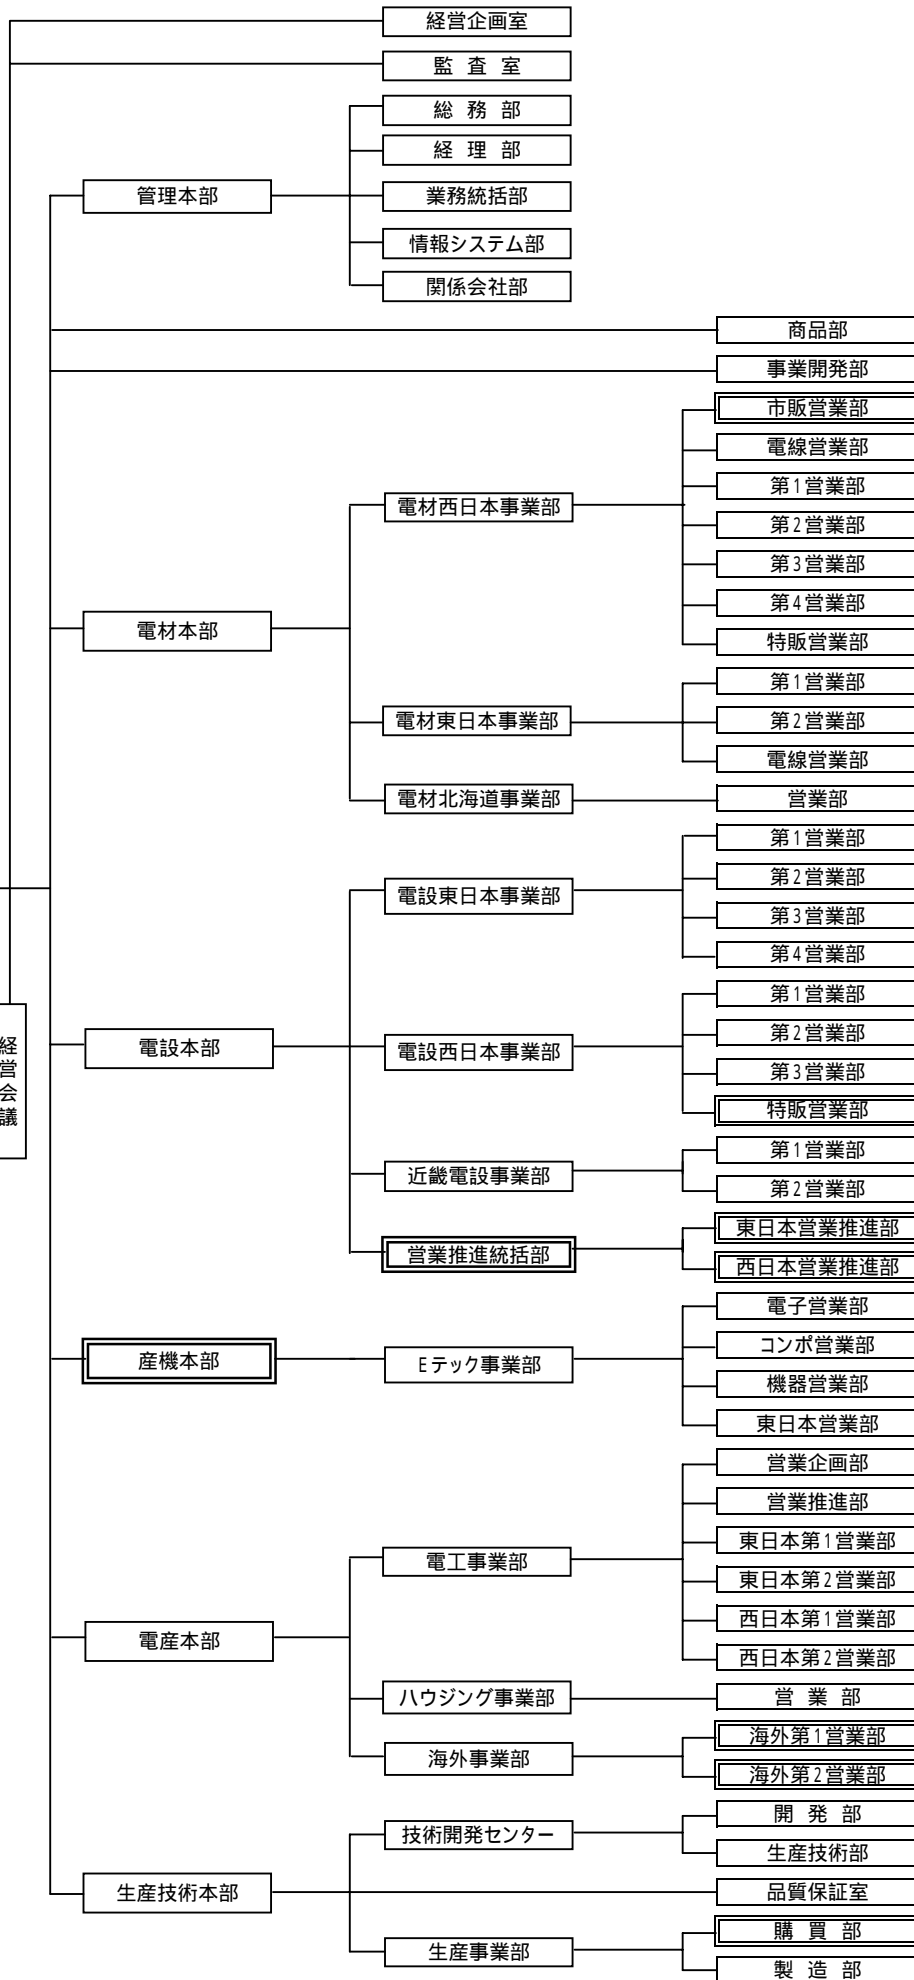 経営企画室
監 査 室
総 務 部
経 理 部
管理本部
業務統括部
情報システム部
関係会社部
商品部
事業開発部
市販営業部
電線営業部
第1営業部
電材西日本事業部
第2営業部
第3営業部
第4営業部
電材本部
特販営業部
第1営業部
電材東日本事業部
第2営業部
電線営業部
電材北海道事業部
営業部
第1営業部
第2営業部
電設東日本事業部
第3営業部
第4営業部
第1営業部
第2営業部
経営会議
電設本部
電設西日本事業部
第3営業部
特販営業部
第1営業部
近畿電設事業部
第2営業部
東日本営業推進部
営業推進統括部
西日本営業推進部
電子営業部
コンポ営業部
産機本部
Eテック事業部
機器営業部
東日本営業部
営業企画部
営業推進部
東日本第1営業部
電工事業部
東日本第2営業部
西日本第1営業部
電産本部
西日本第2営業部
ハウジング事業部
営 業 部
海外第1営業部
海外事業部
海外第2営業部
開 発 部
技術開発センター
生産技術部
生産技術本部
品質保証室
購 買 部
生産事業部
製 造 部